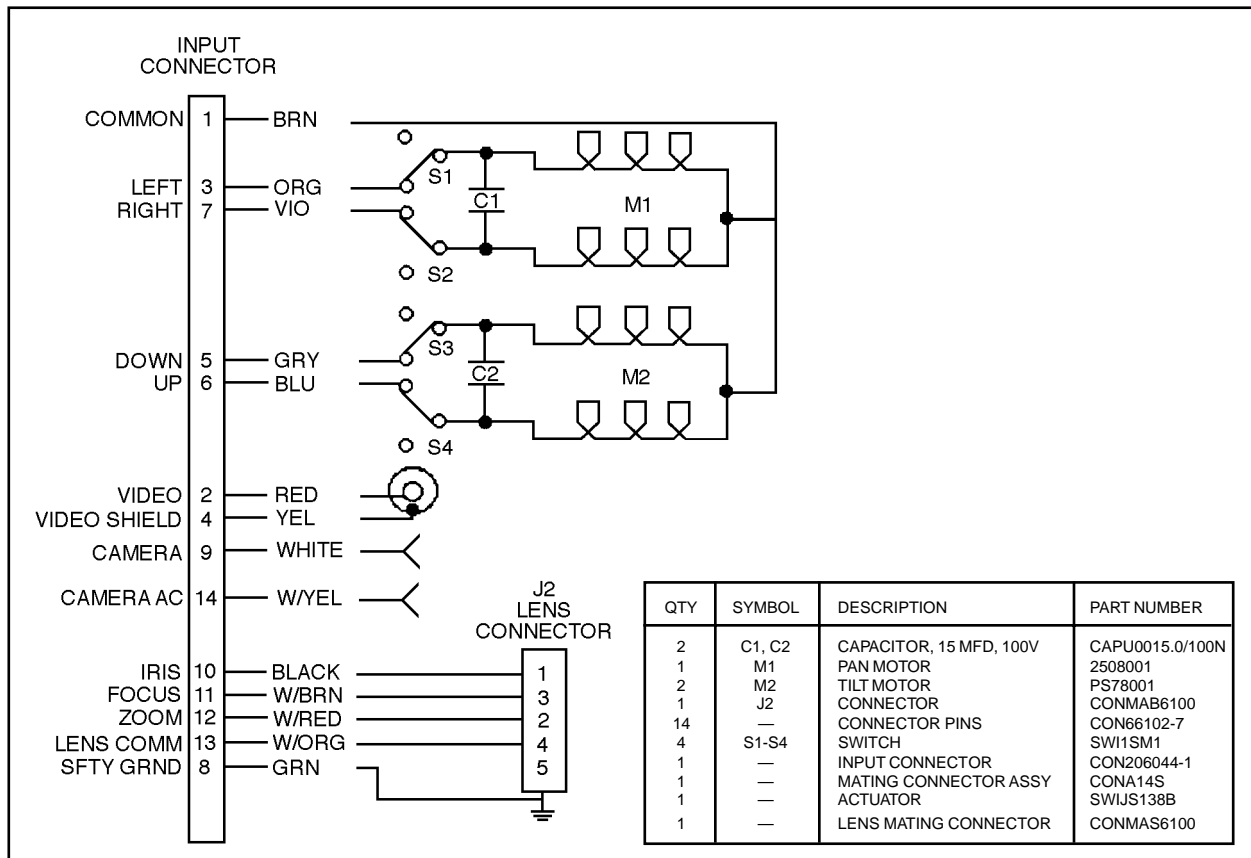 INPUT
CONNECTOR
COMMON 1 BRN
LEFT 3 ORG
RIGHT 7 VIO
S1
C1
M1
S2
DOWN 5 GRY
UP 6 BLU
S3
C2
M2
S4
VIDEO 2 RED
VIDEO SHIELD 4 YEL
CAMERA 9 WHITE
CAMERA AC 14 W/YEL
J2
LENS
CONNECTOR
IRIS 10 BLACK 1
FOCUS 11 W/BRN 3
ZOOM 12 W/RED 2
LENS COMM 13 W/ORG 4
SFTY GRND 8 GRN 5
QTY SYMBOL DESCRIPTION PART NUMBER
2 C1, C2 CAPACITOR, 15 MFD, 100V CAPU0015.0/100N
1 M1 PAN MOTOR 2508001
2 M2 TILT MOTOR PS78001
1 J2 CONNECTOR CONMAB6100
14 — CONNECTOR PINS CON66102-7
4 S1-S4 SWITCH SWI1SM1
1 — INPUT CONNECTOR CON206044-1
1 — MATING CONNECTOR ASSY CONA14S
1 — ACTUATOR SWIJS138B
1 — LENS MATING CONNECTOR CONMAS6100